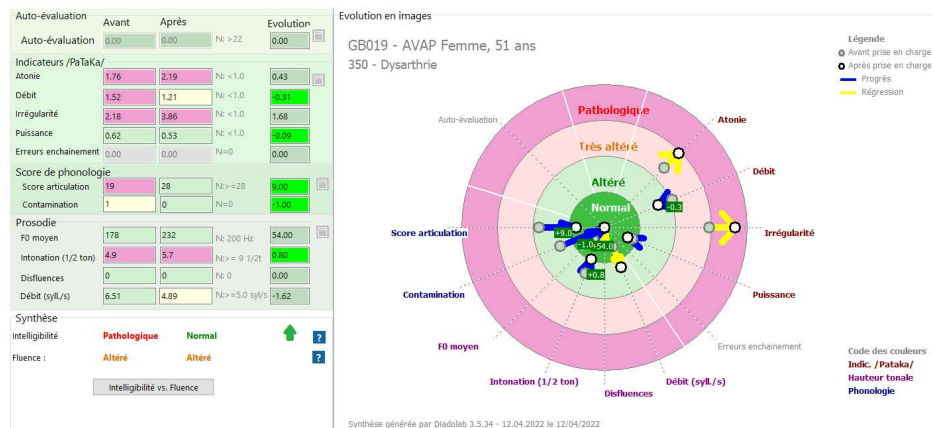 Auto-évaluation Avant Après Evolution
Auto-évaluation 0.00 0.00 N: >22 0.00
Indicateurs /PaTaKa/
Atonie 1.76 2.19 N: <1.0 0.43
Débit 1.52 1.21 N: <1.0 -0.31
Irrégularité 2.18 3.86 N: <1.0 1.68
Puissance 0.62 0.53 N: <1.0 -0.09
Erreurs enchainement 0.00 0.00 N=0 0.00
Score de phonologie
Score articulation 19 28 N:>=28 9.00
Contamination 1 0 N=0 -1.00
Prosodie
F0 moyen 178 232 N: 200 Hz 54.00
Intonation (1/2 ton) 4.9 5.7 N:>= 9 1/2t 0.80
Disfluences 0 0 N: 0 0.00
Débit (syll./s) 6.51 4.89 N:>=5.0 syl/s -1.62
Synthèse
Intelligibilité Pathologique Normal ?
Fluence : Altéré Altéré ?
Intelligibilité vs. Fluence
Evolution en images
GB019 - AVAP Femme, 51 ans
350 - Dysarthrie
Légende
Avant prise en charge
Après prise en charge
Progrès
Régression
Pathologique
Très altéré
Altéré
Normal
Auto-évaluation
Atonie
Débit
-0.3
Score articulation
+9.0
Irrégularité
-1.0
+54.0
+0.8
Contamination
Puissance
F0 moyen
Erreurs enchainement
Intonation (1/2 ton)
Débit (syll./s)
Disfluences
Code des couleurs
Indic. /Pataka/
Hauteur tonale
Phonologie
Synthèse générée par Diadolab 3.5.34 - 12.04.2022 le 12/04/2022